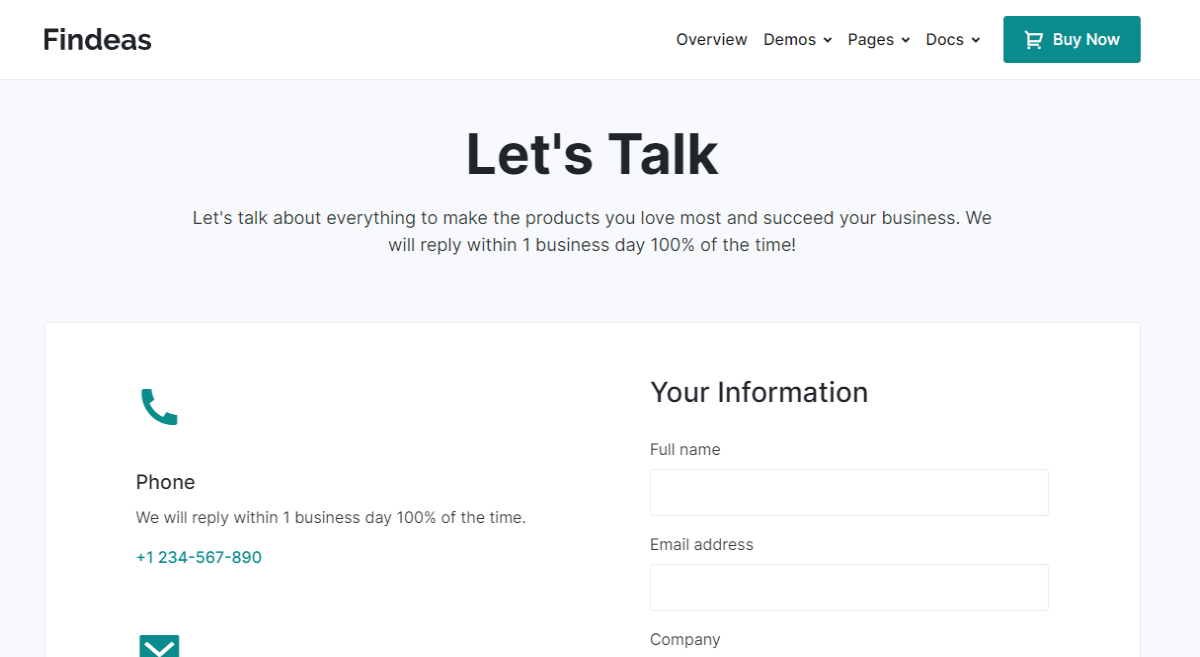 Findeas
Overview Demos Pages Docs Buy Now
Let's Talk
Let's talk about everything to make the products you love most and succeed your business. We
will reply within 1 business day 100% of the time!
Phone
We will reply within 1 business day 100% of the time.
+1 234-567-890
Your Information
Full name
Email address
Company